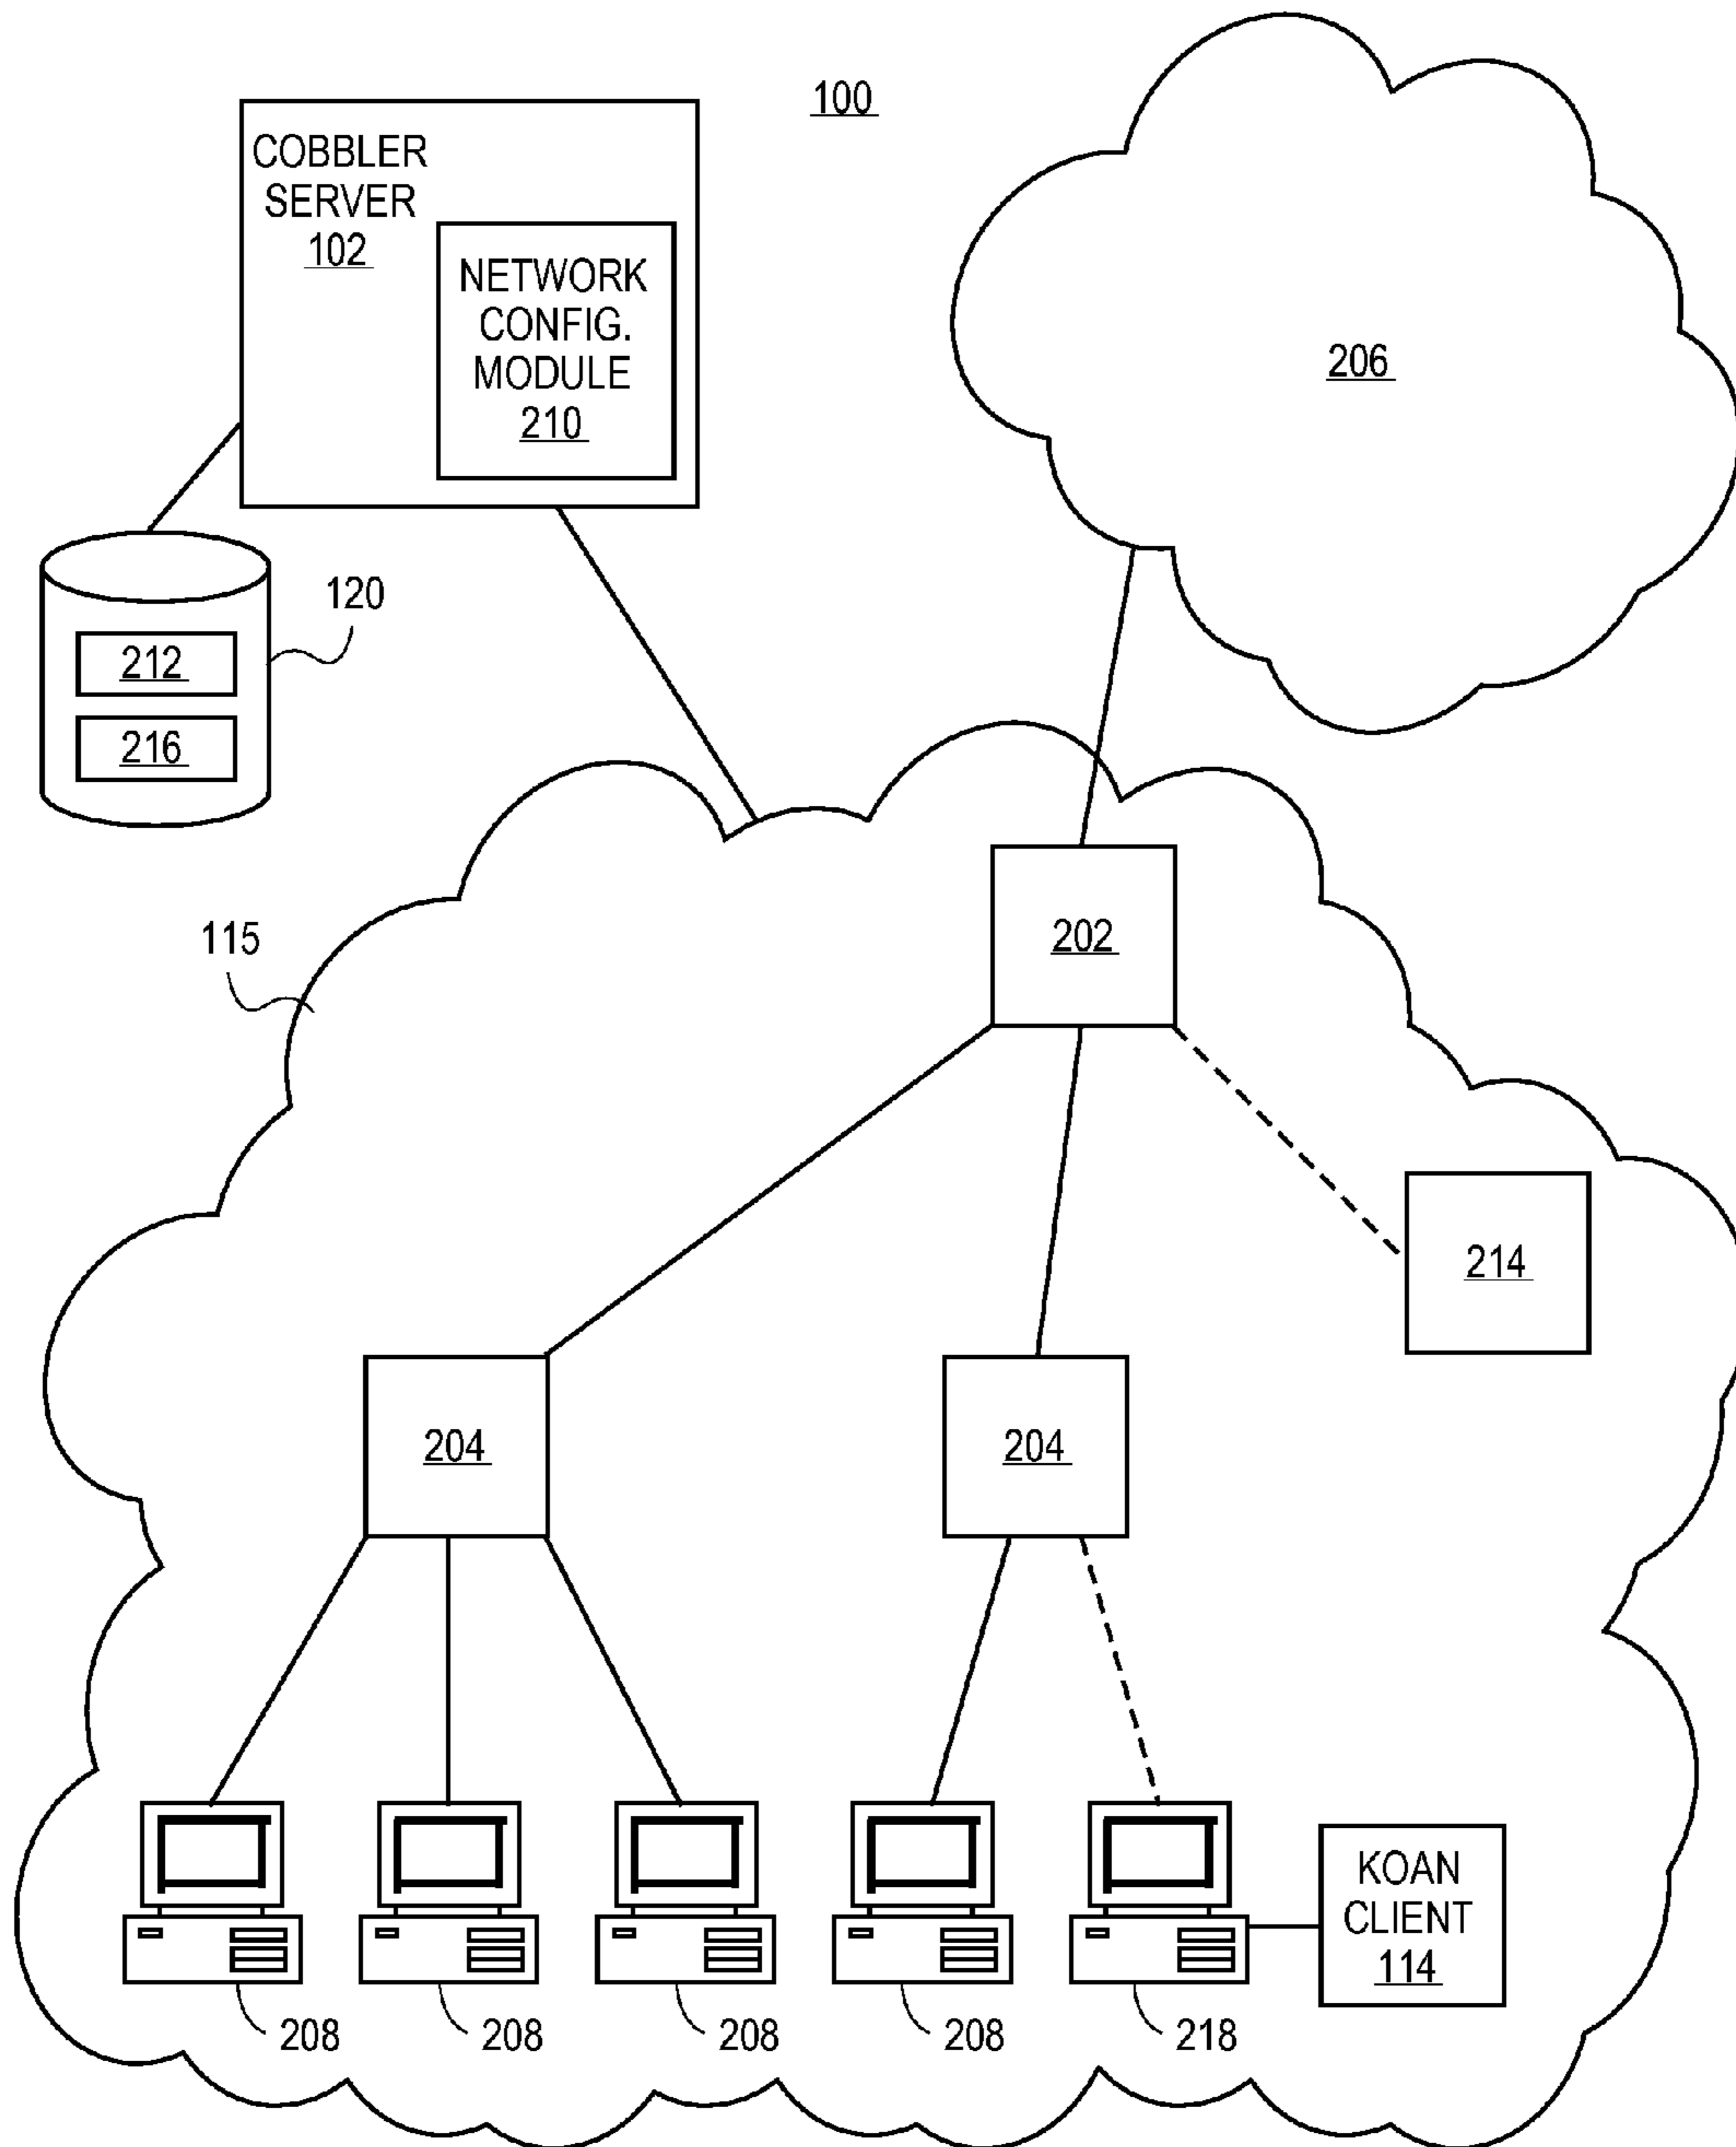 100
COBBLER
SERVER
102
NETWORK
CONFIG.
MODULE
210
206
120
212
216
115
202
214
204
204
KOAN
CLIENT
114
208
208
208
208
218